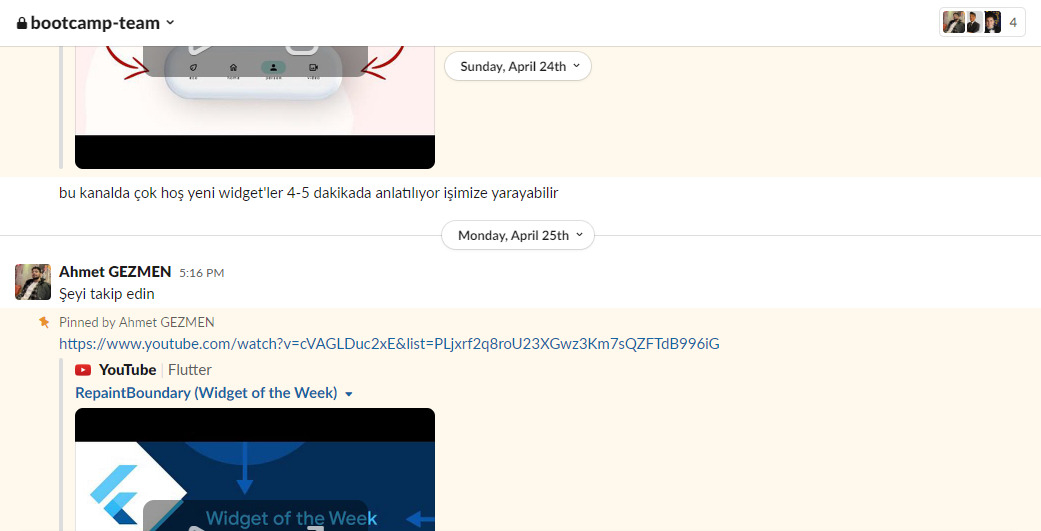 bootcamp-team
4
Sunday, April 24th
home
bu kanalda çok hoş yeni widget'ler 4-5 dakikada anlatılıyor işimize yarayabilir
Monday, April 25th
Ahmet GEZMEN 5:16 PM
Şeyi takip edin
Pinned by Ahmet GEZMEN
https://www.youtube.com/watch?v=cVAGLDuc2xE&list=PLjxrf2q8roU23XGwz3Km7sQZFTdB996iG
YouTube Flutter
RepaintBoundary (Widget of the Week)
Widget of the Week